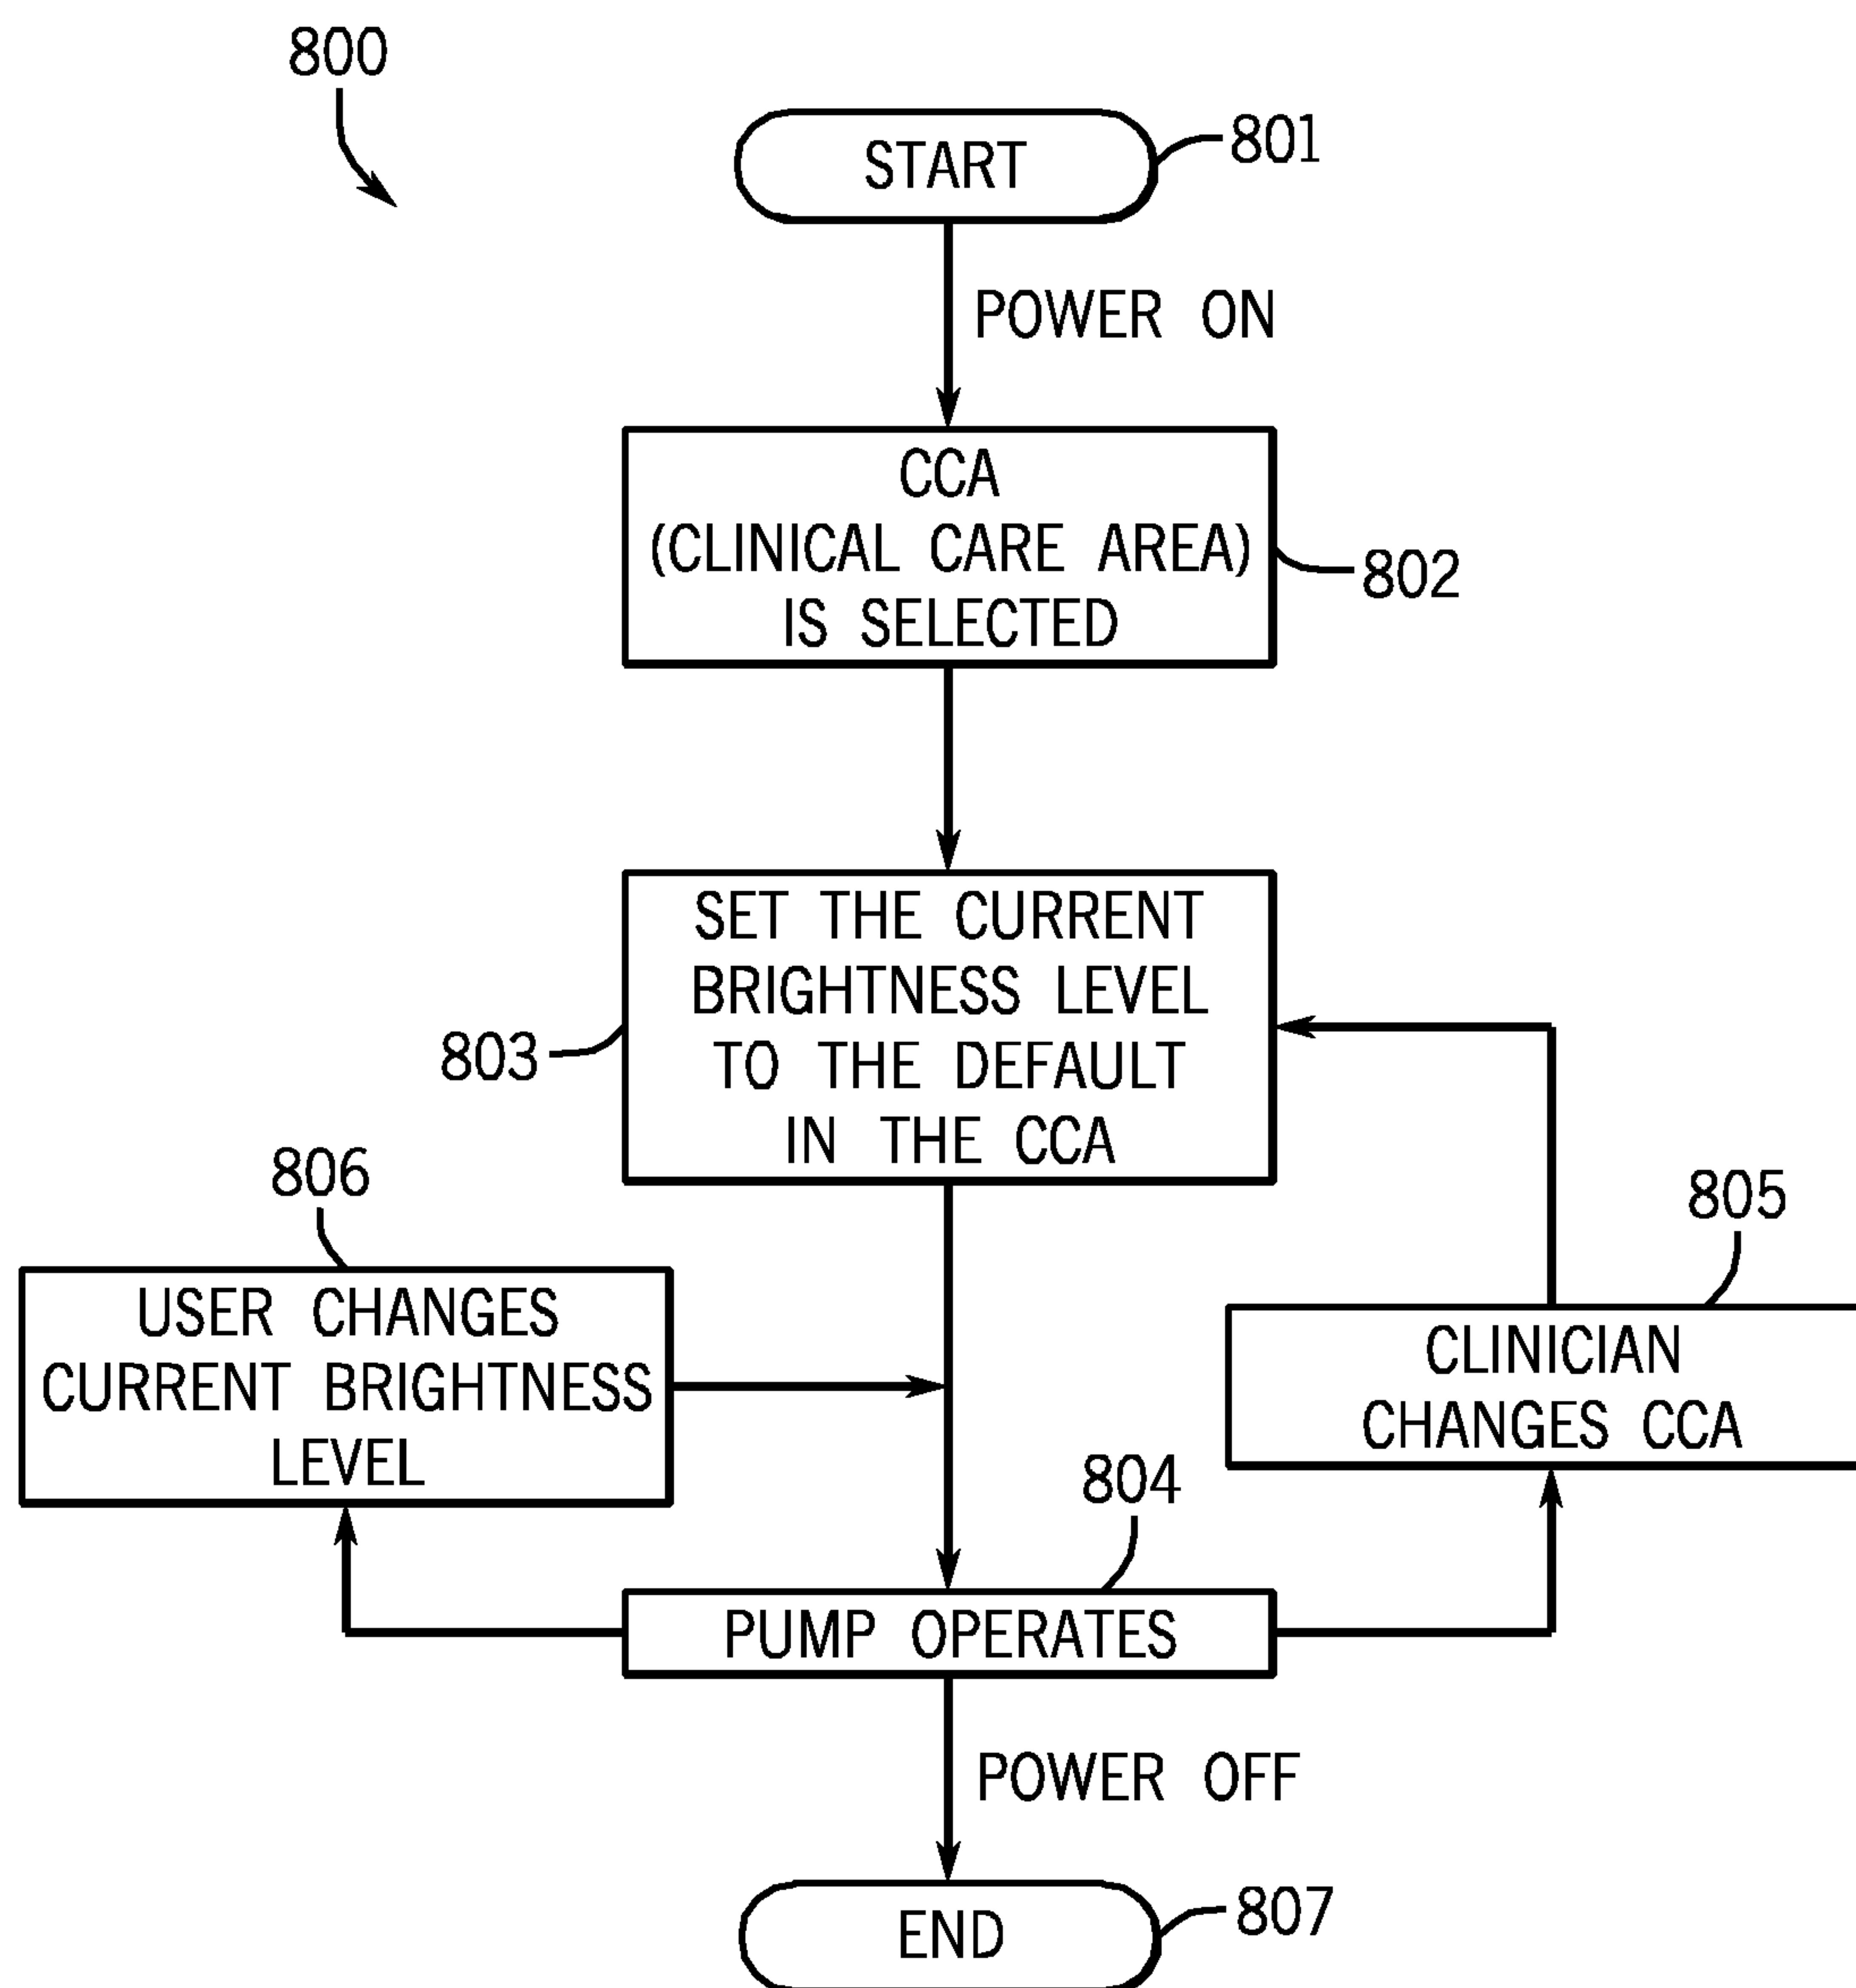 800
START
801
POWER ON
CCA
(CLINICAL CARE AREA)
IS SELECTED
802
SET THE CURRENT
BRIGHTNESS LEVEL
TO THE DEFAULT
IN THE CCA
803
806
USER CHANGES
CURRENT BRIGHTNESS
LEVEL
805
CLINICIAN
CHANGES CCA
804
PUMP OPERATES
POWER OFF
END
807